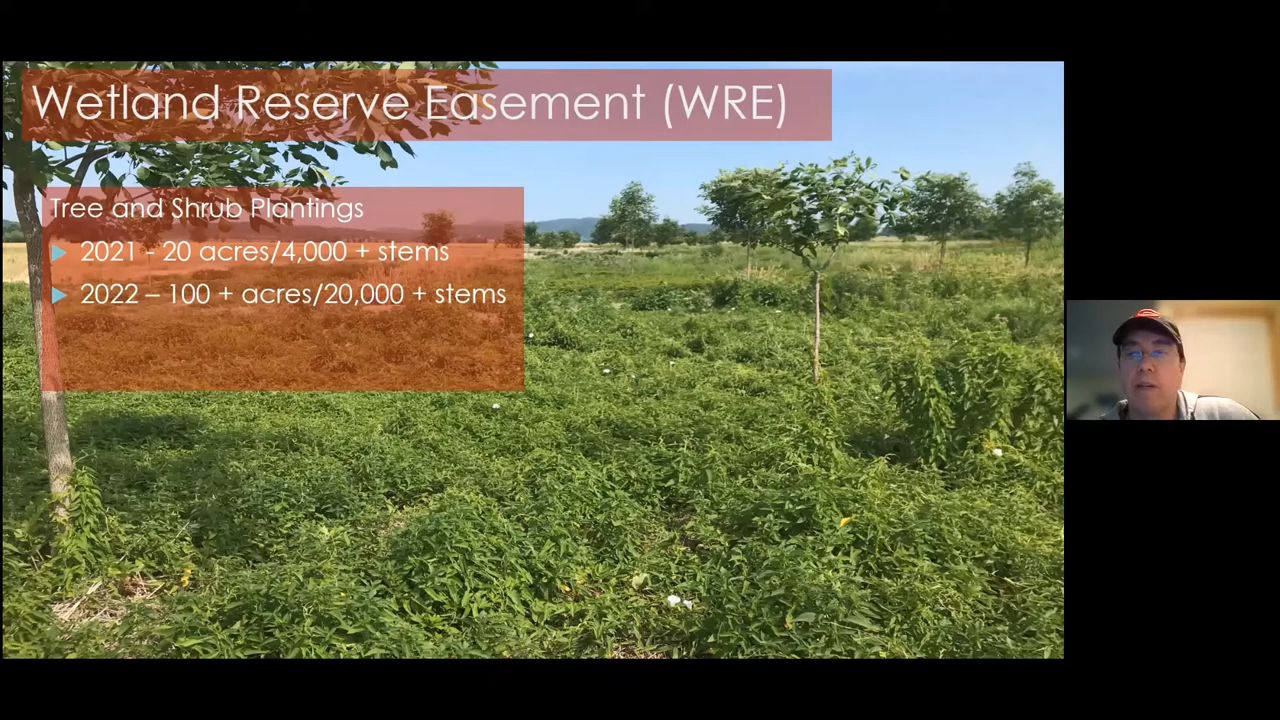 Wetland Reserve Easement (WRE)
Tree and Shrub Plantings
2021 - 20 acres/4,000 + stems
2022 – 100 + acres/20,000 + stems